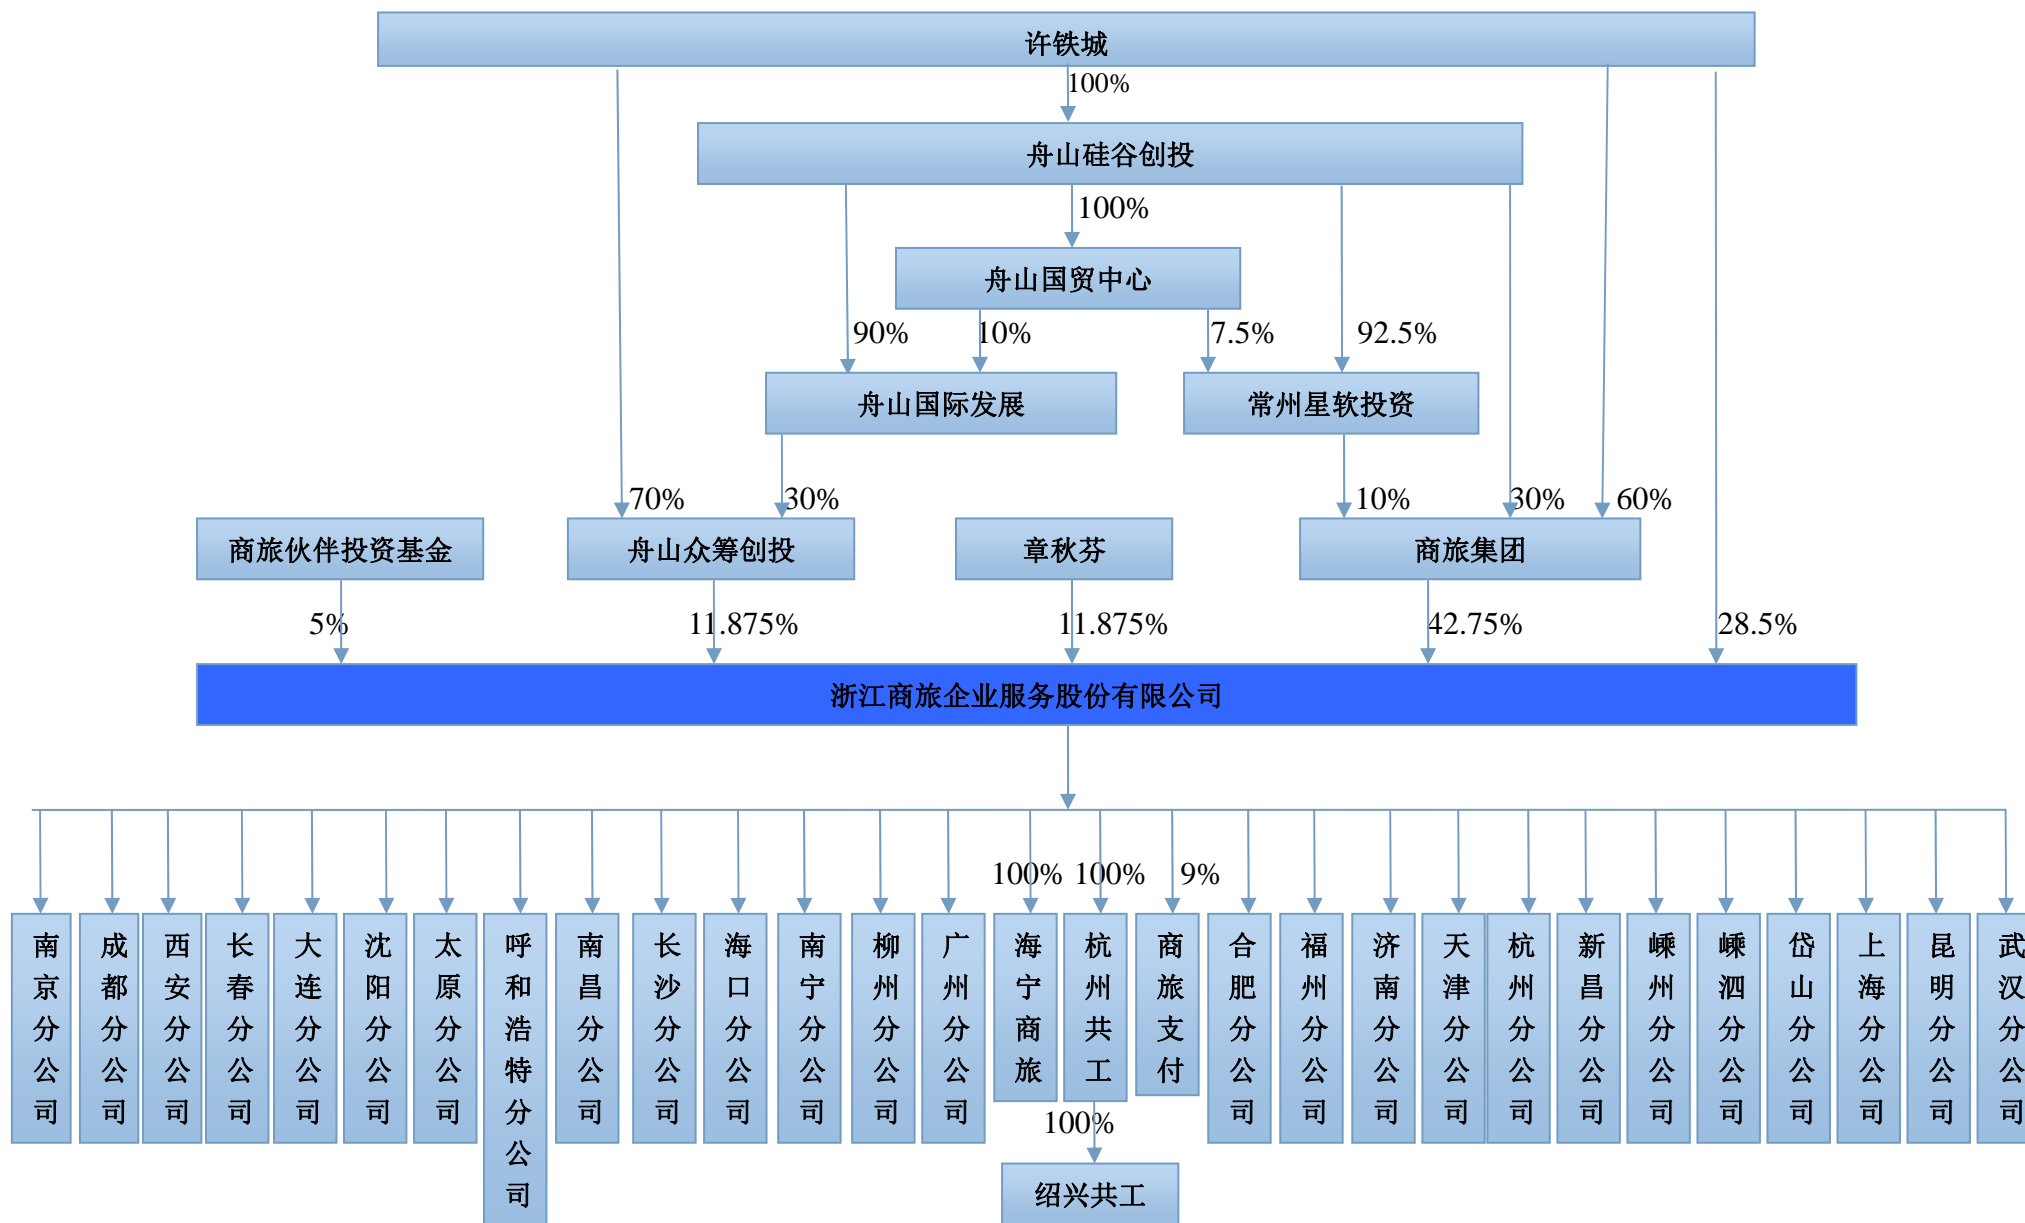 许铁城
100%
舟山硅谷创投
100%
舟山国贸中心
90%
10%
7.5%
92.5%
舟山国际发展
常州星软投资
70%
30%
10%
30%
60%
商旅伙伴投资基金
舟山众筹创投
章秋芬
商旅集团
5%
11.875%
11.875%
42.75%
28.5%
浙江商旅企业服务股份有限公司
100%
100%
9%
南京分公司
成都分公司
西安分公司
长春分公司
大连分公司
沈阳分公司
太原分公司
呼和浩特分公司
南昌分公司
长沙分公司
海口分公司
南宁分公司
柳州分公司
广州分公司
海宁商旅
杭州共工
商旅支付
合肥分公司
福州分公司
济南分公司
天津分公司
杭州分公司
新昌分公司
嵊州分公司
嵊泗分公司
岱山分公司
上海分公司
昆明分公司
武汉分公司
100%
绍兴共工